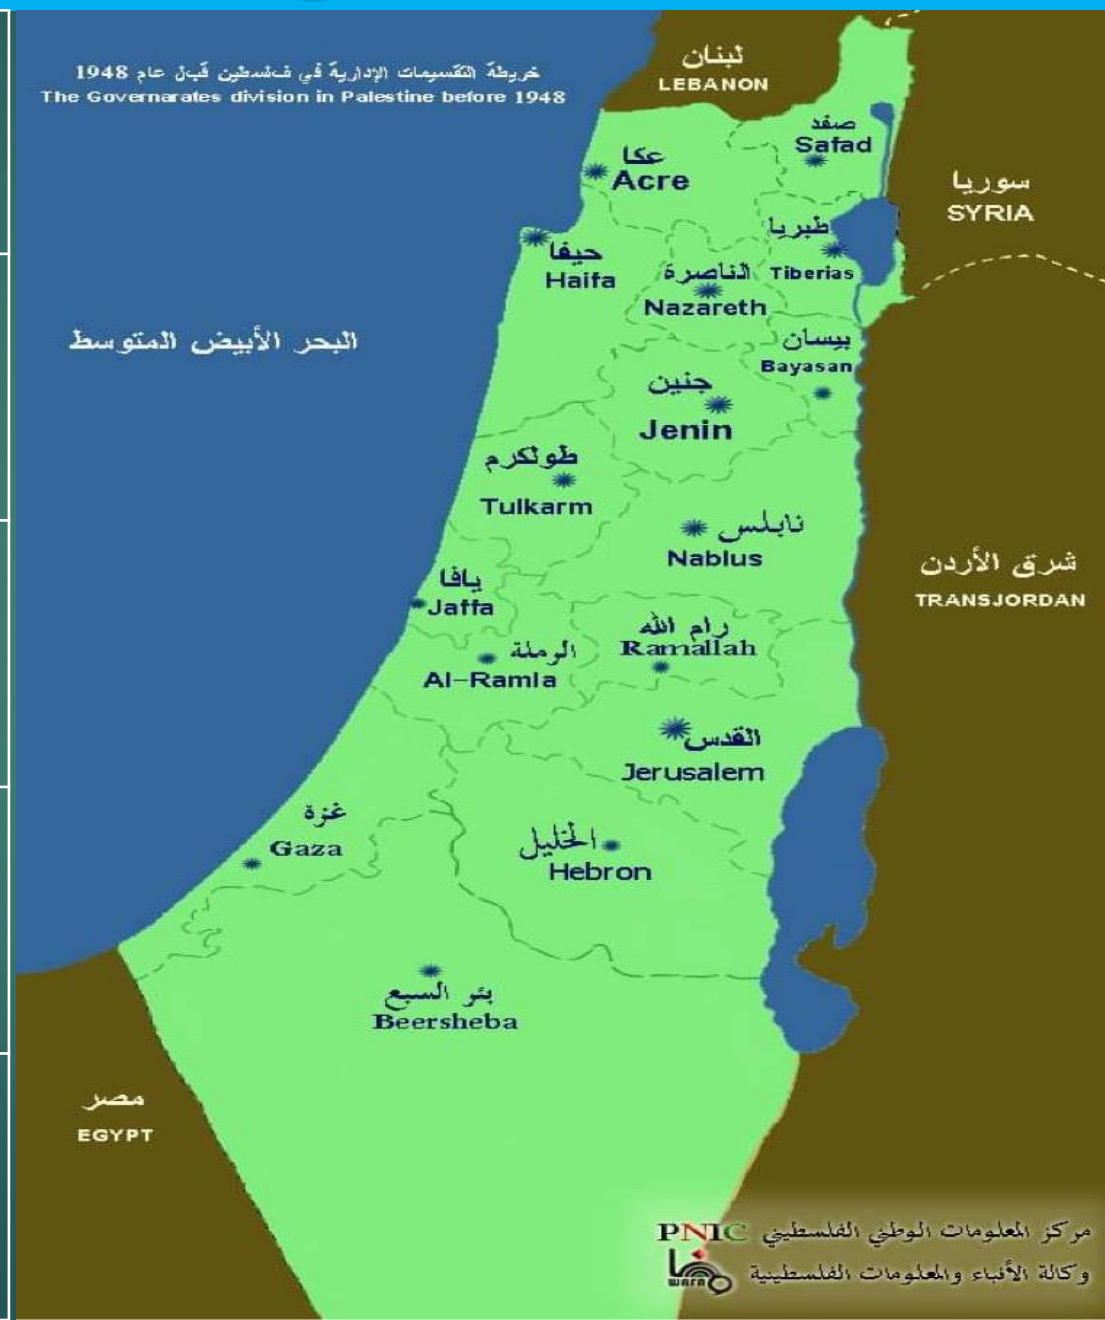 خريطة التقسيمات الإدارية في فلسطين قبل عام 1948
The Governarates division in Palestine before 1948
لبنان
LEBANON
صفد
Safad
عكا
Acre
سوريا
SYRIA
طبريا
Tiberias
حيفا
Haifa
الناصرة
Nazareth
البحر الأبيض المتوسط
بيسان
Bayasan
جنين
Jenin
طولكرم
Tulkarm
نابلس
Nablus
شرق الأردن
TRANSJORDAN
يافا
Jaffa
رام الله
Ramallah
الرملة
Al-Ramla
القدس
Jerusalem
غزة
Gaza
الخليل
Hebron
بئر السبع
Beersheba
مصر
EGYPT
مركز المعلومات الوطني الفلسطيني PNIC
وكالة الأنباء والمعلومات الفلسطينية وفا
WAFA